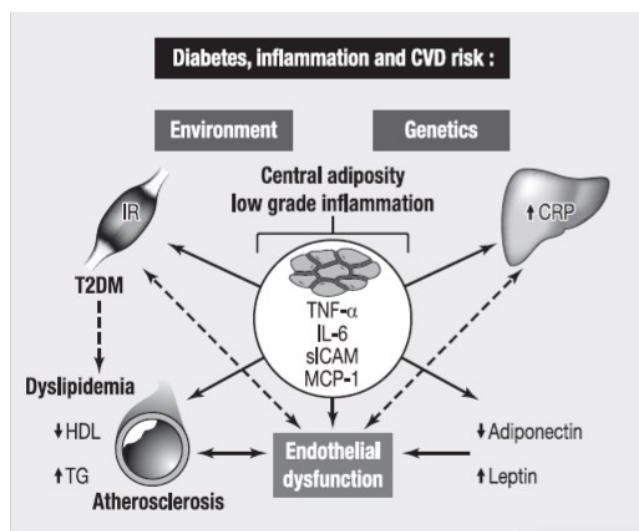 Diabetes, inflammation and CVD risk :
Environment
Genetics
Central adiposity
low grade inflammation
IR
↑ CRP
T2DM
TNF-α
IL-6
sICAM
MCP-1
Dyslipidemia
↓ HDL
↑ TG
Atherosclerosis
Endothelial
dysfunction
↓ Adiponectin
↑ Leptin